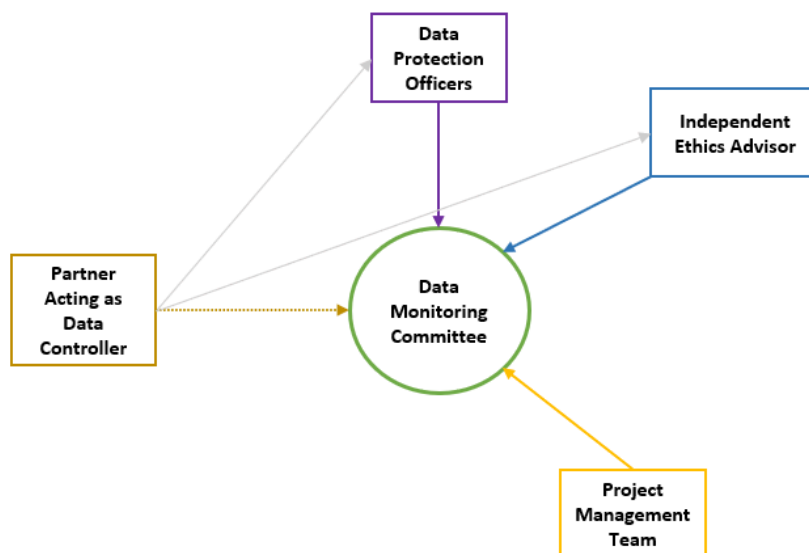 Data
Protection
Officers
Independent
Ethics Advisor
Partner
Acting as
Data
Controller
Data
Monitoring
Committee
Project
Management
Team